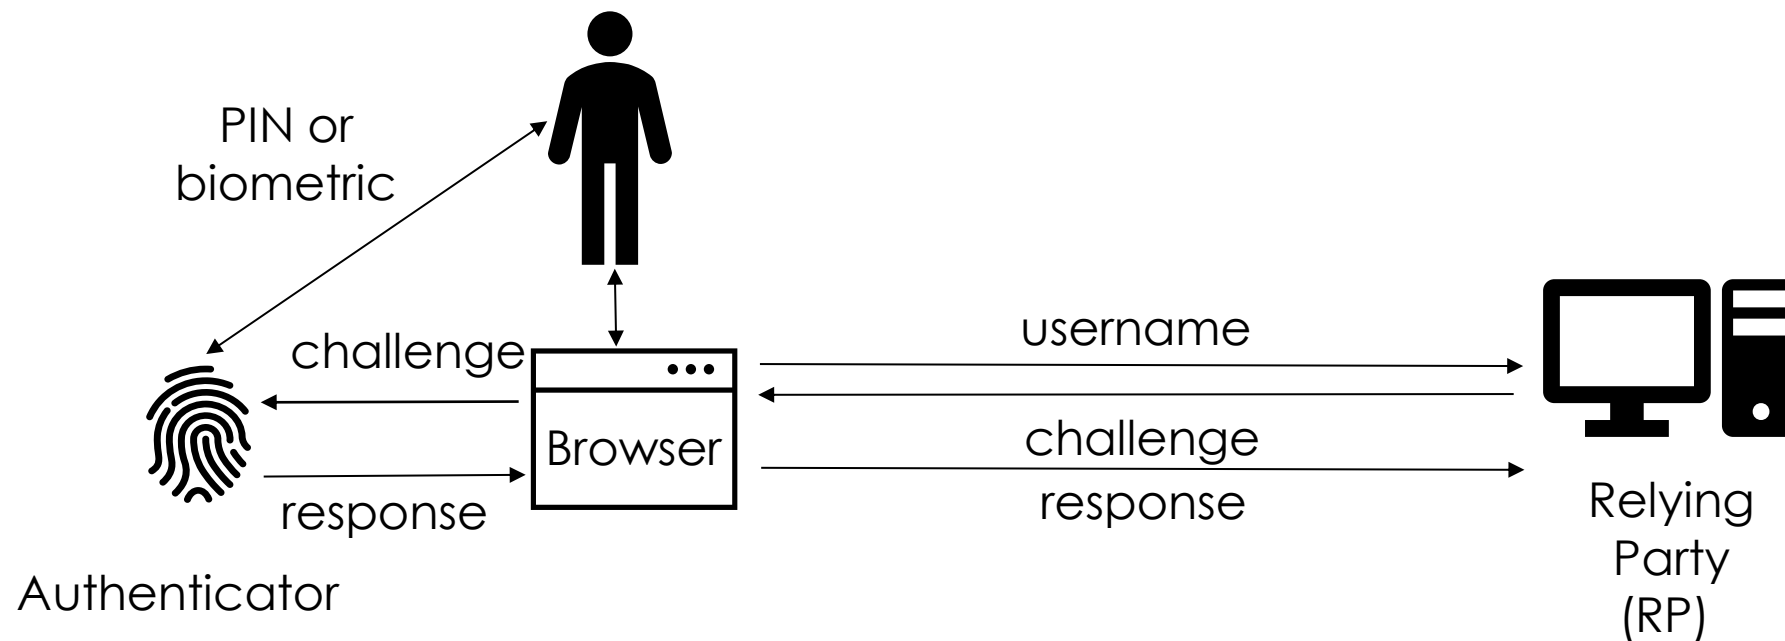 PIN or
biometric
challenge
username
Browser
challenge
response
response
Relying
Party
(RP)
Authenticator